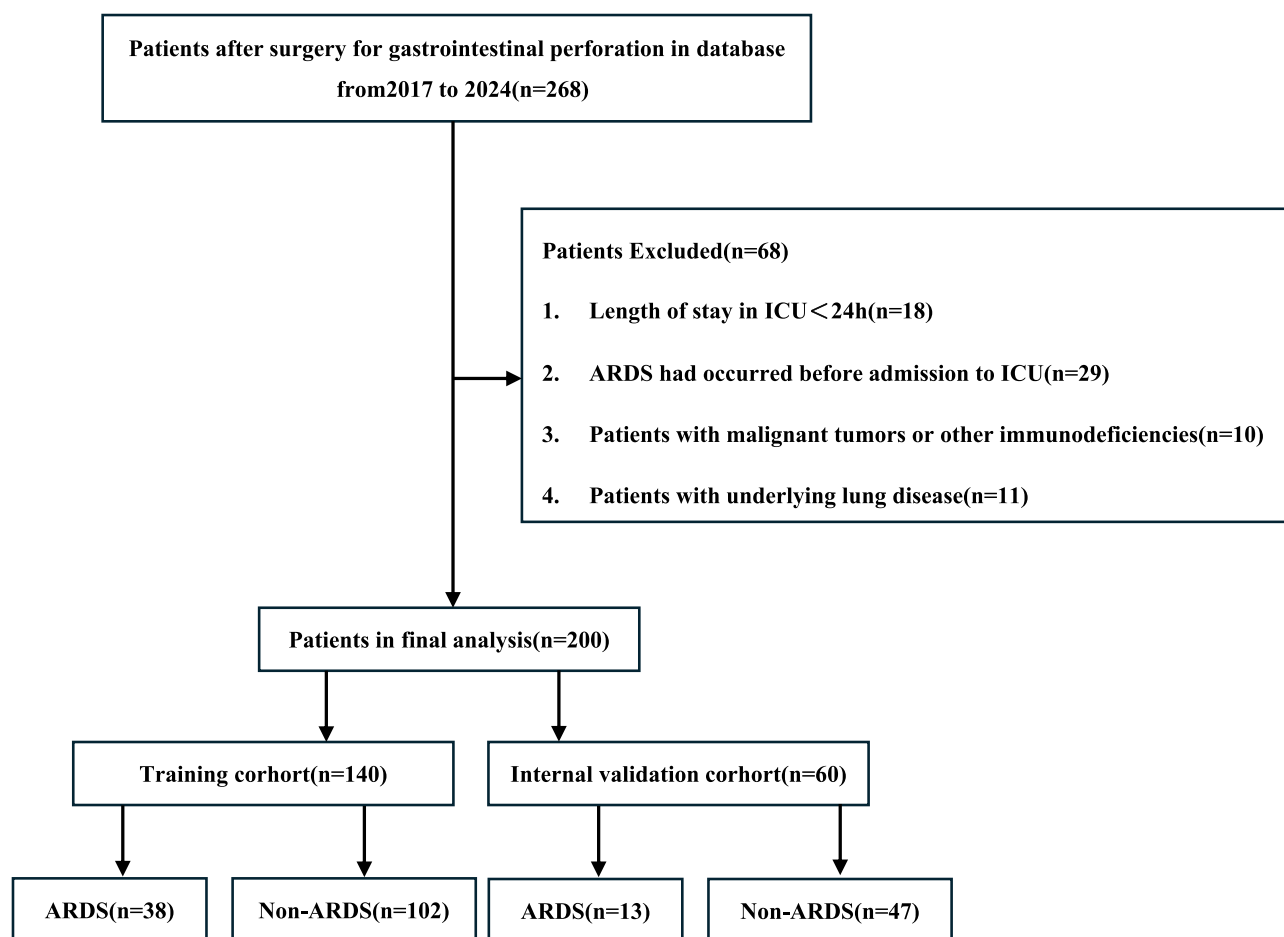 Patients after surgery for gastrointestinal perforation in database
from2017 to 2024(n=268)
Patients Excluded(n=68)
1. Length of stay in ICU＜24h(n=18)
2. ARDS had occurred before admission to ICU(n=29)
3. Patients with malignant tumors or other immunodeficiencies(n=10)
4. Patients with underlying lung disease(n=11)
Patients in final analysis(n=200)
Training corhort(n=140)
Internal validation corhort(n=60)
ARDS(n=38)
Non-ARDS(n=102)
ARDS(n=13)
Non-ARDS(n=47)